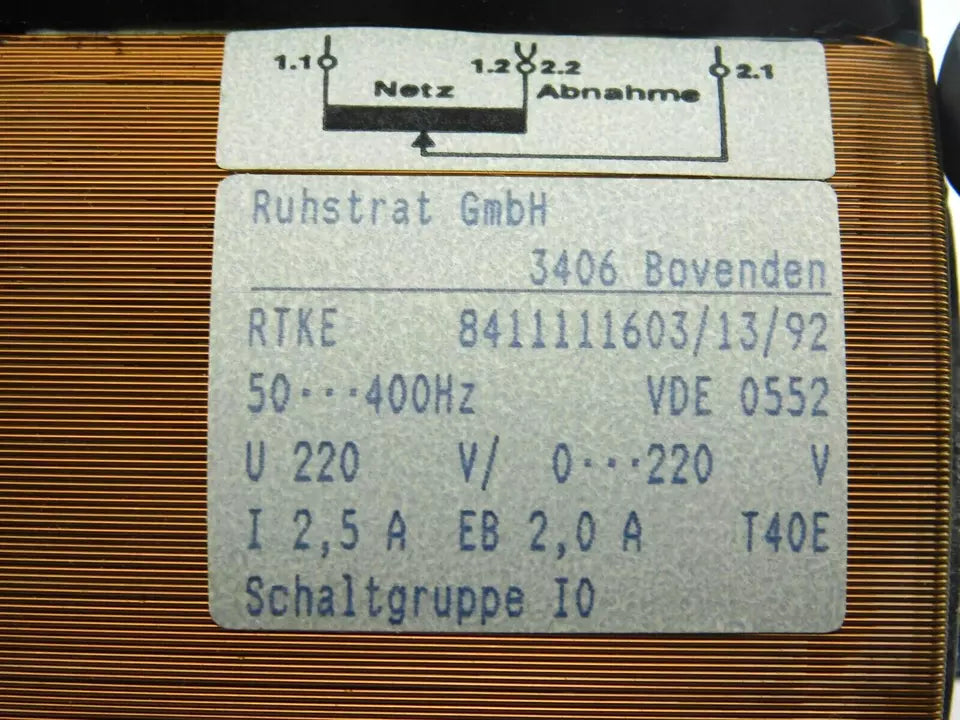 1.1 1.2 2.2 2.1
Netz Abnahme
Ruhstrat GmbH
3406 Bovenden
RTKE 8411111603/13/92
50···400Hz VDE 0552
U 220 V/ 0···220 V
I 2,5 A EB 2,0 A T40E
Schaltgruppe I0